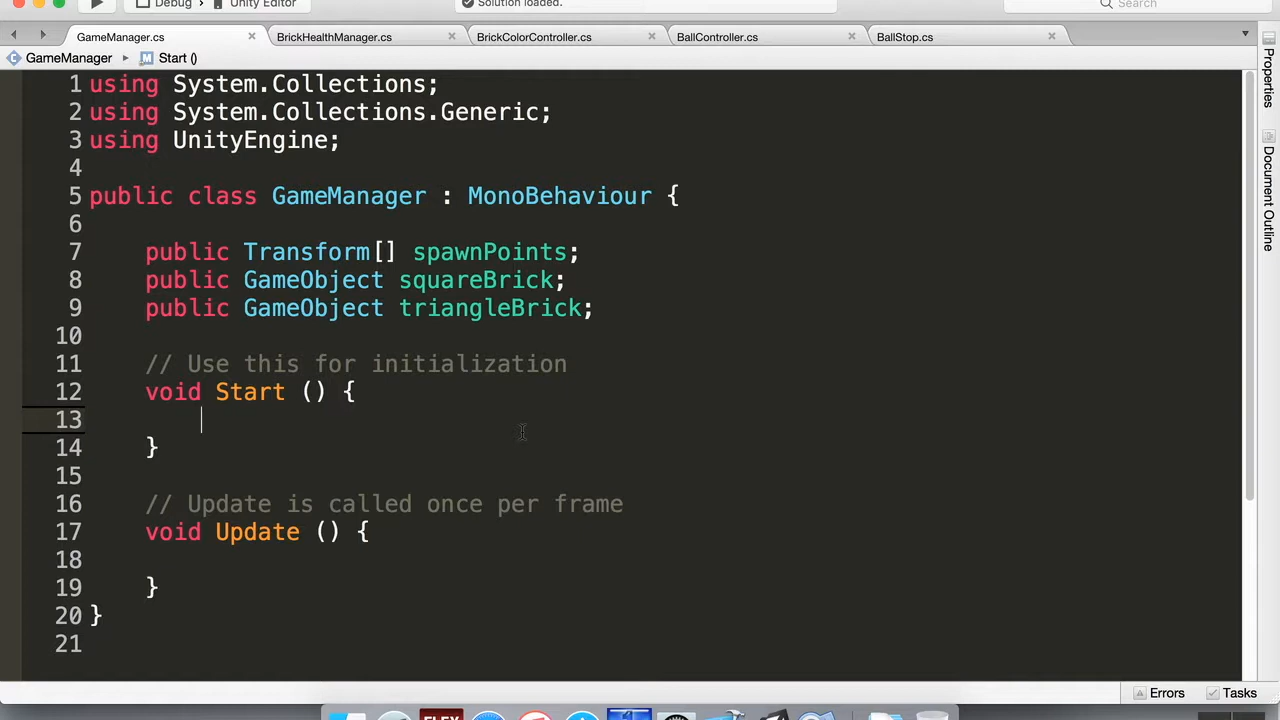 Debug
Unity Editor
Solution loaded.
Search
GameManager.cs
BrickHealthManager.cs
BrickColorController.cs
BallController.cs
BallStop.cs
GameManager
M Start ()
1 using System.Collections;
2 using System.Collections.Generic;
3 using UnityEngine;
4
5 public class GameManager : MonoBehaviour {
6
7 public Transform[] spawnPoints;
8 public GameObject squareBrick;
9 public GameObject triangleBrick;
10
11 // Use this for initialization
12 void Start () {
13
14 }
15
16 // Update is called once per frame
17 void Update () {
18
19 }
20 }
21
Properties
Document Outline
Errors
Tasks
FLEX